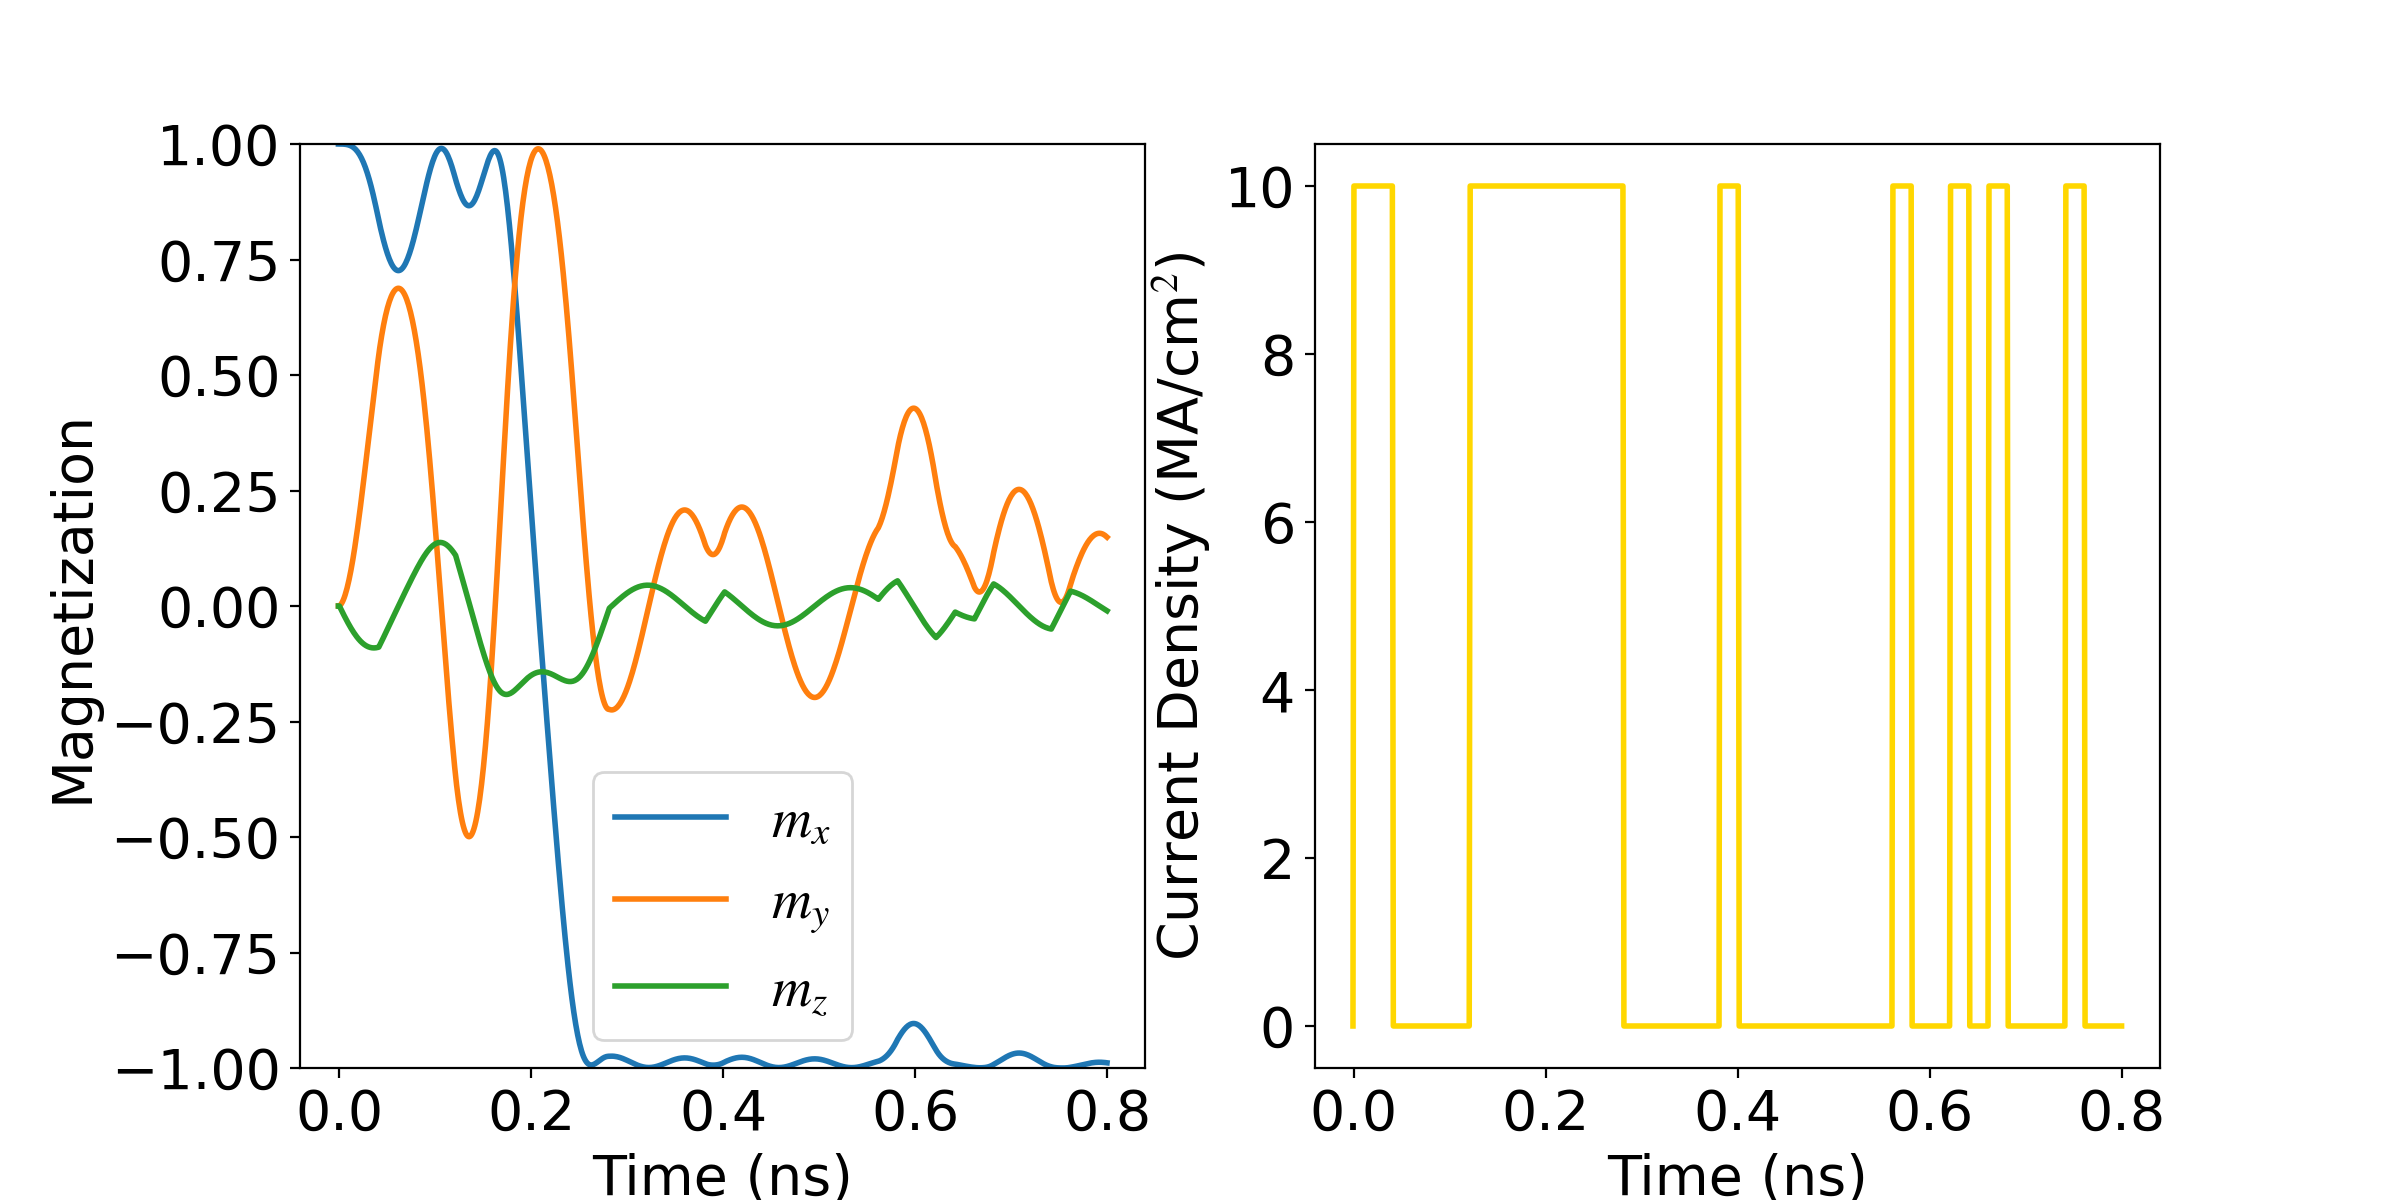 1.00
0.75
0.50
0.25
0.00
−0.25
−0.50
−0.75
−1.00
Magnetization
0.0 0.2 0.4 0.6 0.8
Time (ns)
m_x
m_y
m_z
10
8
6
4
2
0
Current Density (MA/cm²)
0.0 0.2 0.4 0.6 0.8
Time (ns)